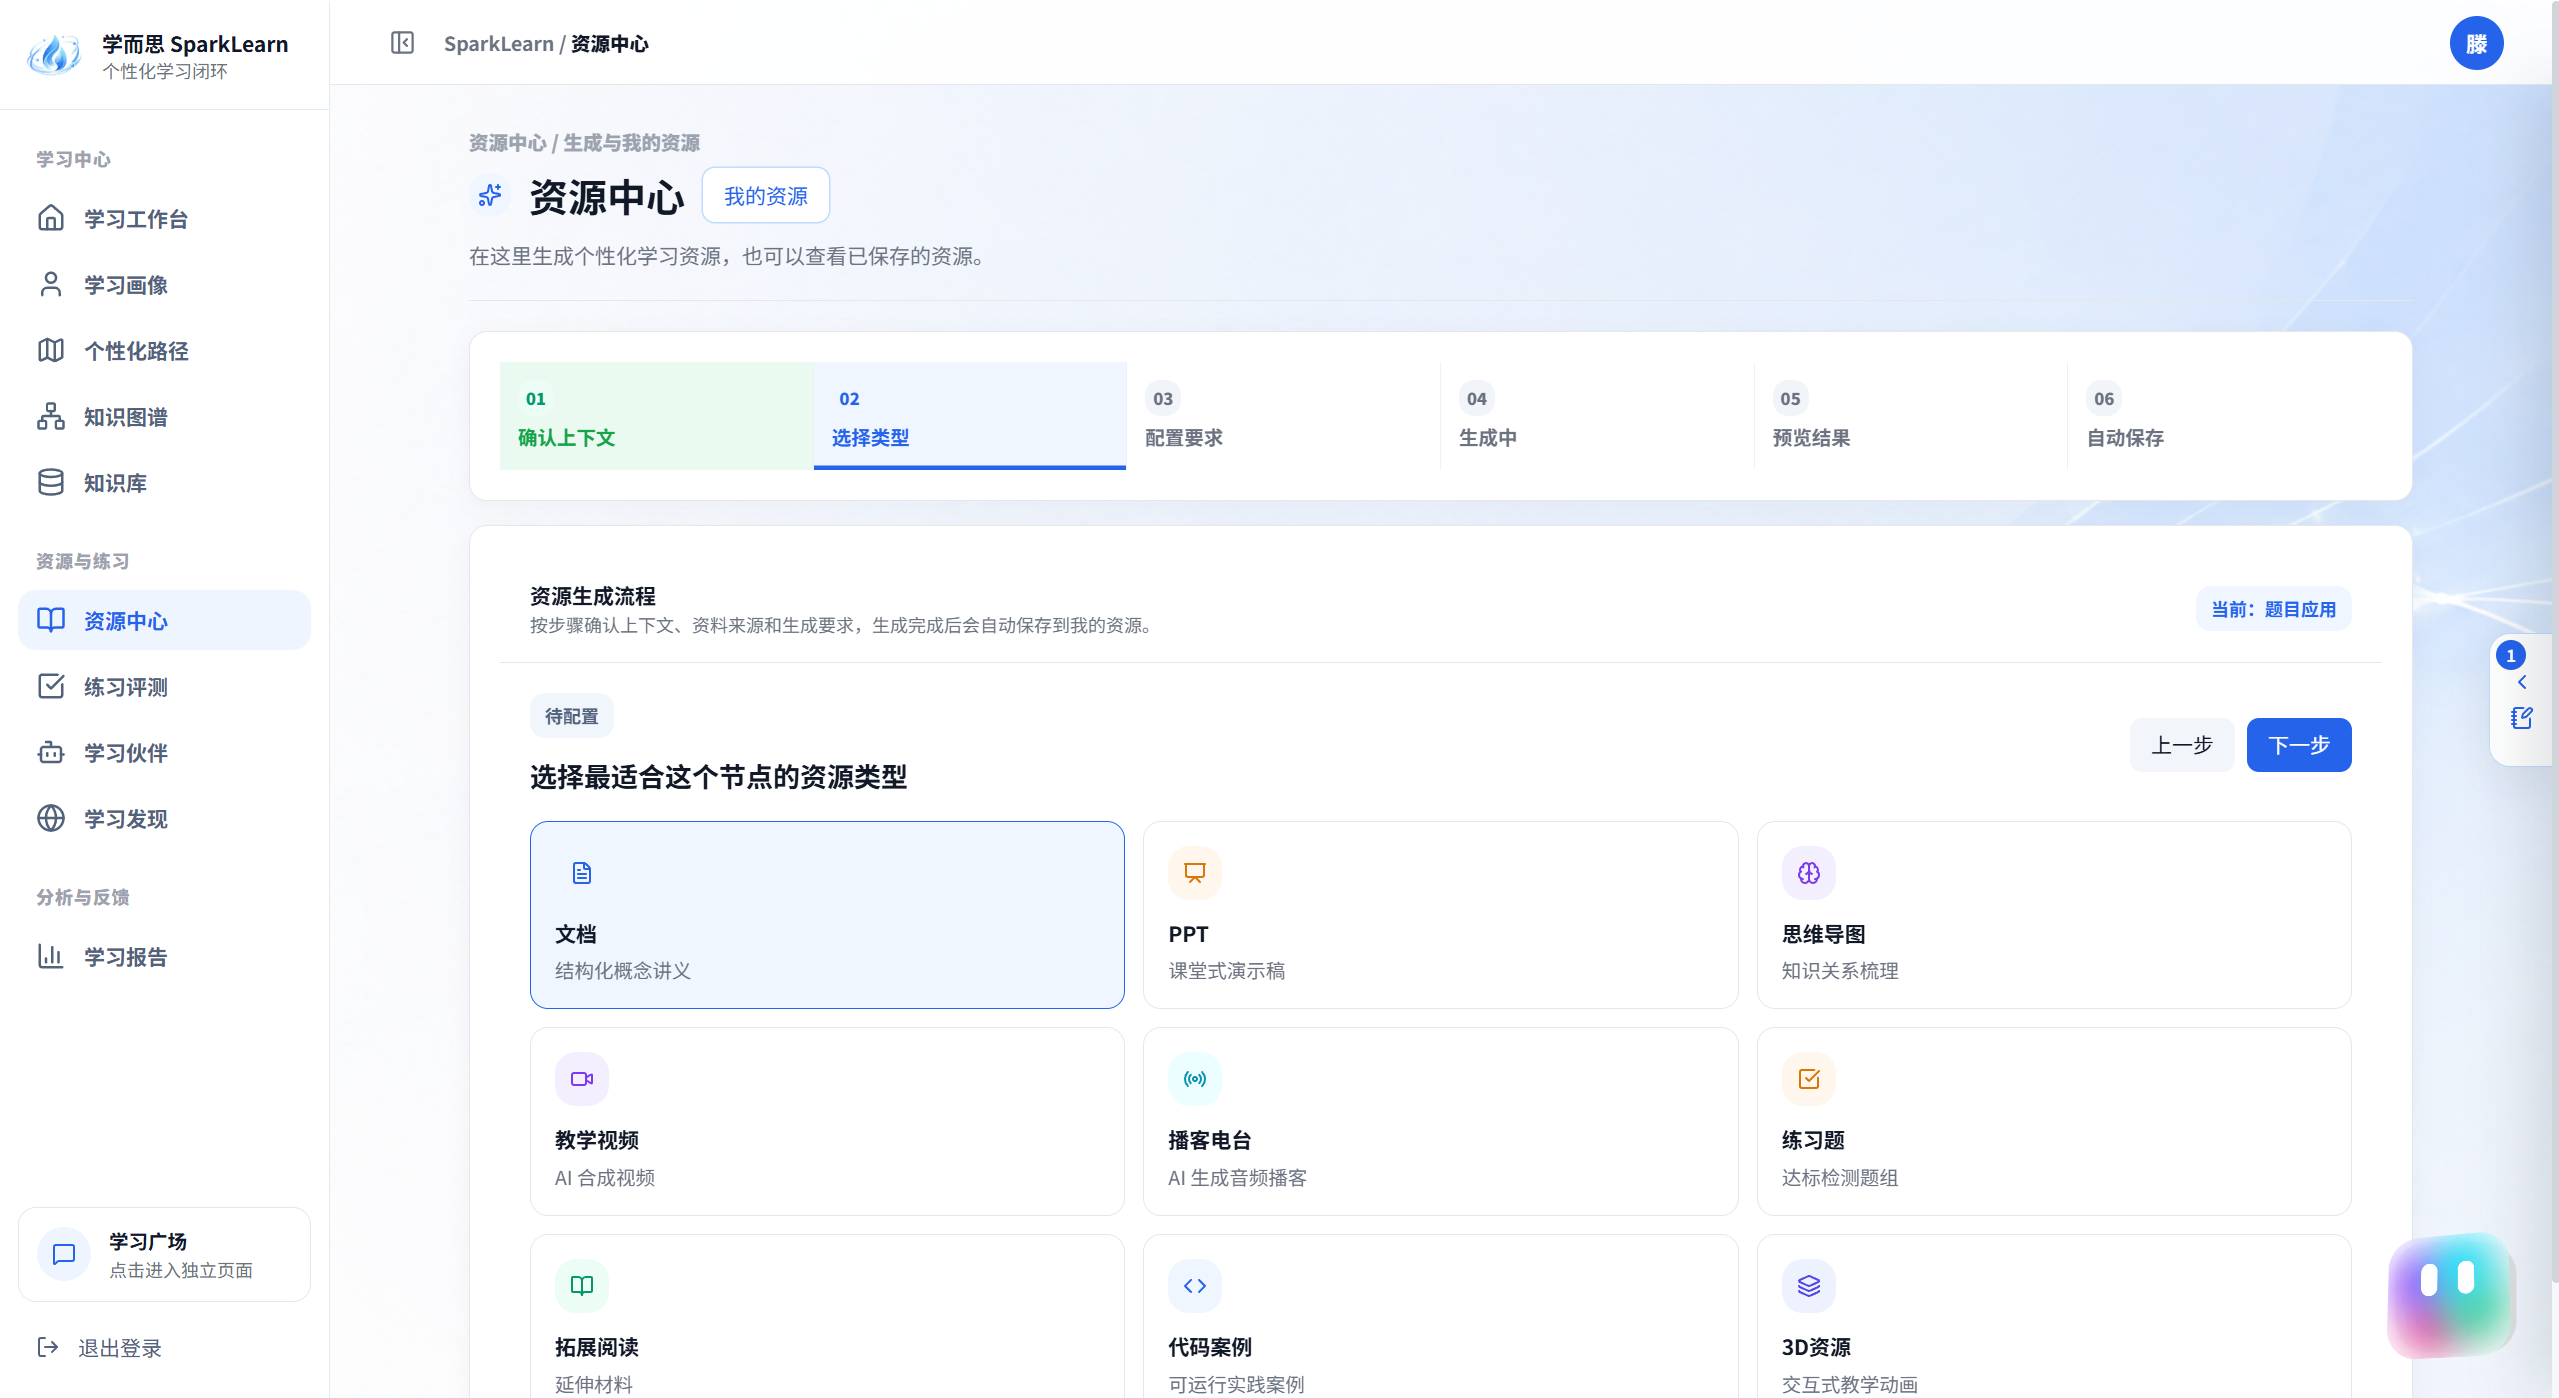 学而思 SparkLearn
个性化学习闭环
学习中心
学习工作台
学习画像
个性化路径
知识图谱
知识库
资源与练习
资源中心
练习评测
学习伙伴
学习发现
分析与反馈
学习报告
学习广场
点击进入独立页面
退出登录
SparkLearn / 资源中心
滕
资源中心 / 生成与我的资源
资源中心
我的资源
在这里生成个性化学习资源，也可以查看已保存的资源。
01
确认上下文
02
选择类型
03
配置要求
04
生成中
05
预览结果
06
自动保存
资源生成流程
按步骤确认上下文、资料来源和生成要求，生成完成后会自动保存到我的资源。
当前：题目应用
待配置
选择最适合这个节点的资源类型
上一步
下一步
文档
结构化概念讲义
PPT
课堂式演示稿
思维导图
知识关系梳理
教学视频
AI 合成视频
播客电台
AI 生成音频播客
练习题
达标检测题组
拓展阅读
延伸材料
代码案例
可运行实践案例
3D资源
交互式教学动画
1